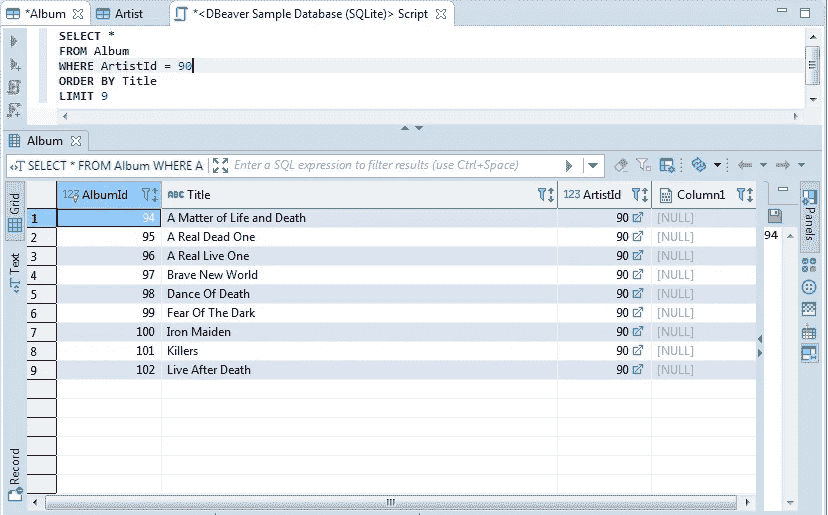 *Album Artist *<DBeaver Sample Database (SQLite)> Script
SELECT *
FROM Album
WHERE ArtistId = 90
ORDER BY Title
LIMIT 9
Album
SELECT * FROM Album WHERE A Enter a SQL expression to filter results (use Ctrl+Space)
Grid
Text
Record
Panels
123 AlbumId ABC Title 123 ArtistId Column1
1 94 A Matter of Life and Death 90 [NULL]
2 95 A Real Dead One 90 [NULL] 94
3 96 A Real Live One 90 [NULL]
4 97 Brave New World 90 [NULL]
5 98 Dance Of Death 90 [NULL]
6 99 Fear Of The Dark 90 [NULL]
7 100 Iron Maiden 90 [NULL]
8 101 Killers 90 [NULL]
9 102 Live After Death 90 [NULL]